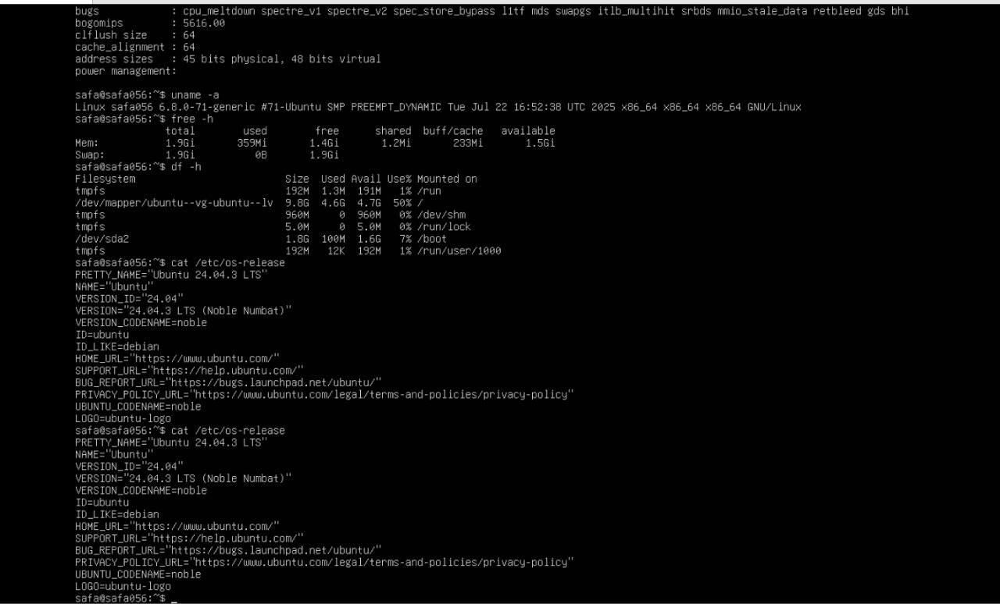 bugs : cpu_meltdown spectre_v1 spectre_v2 spec_store_bypass l1tf mds swapgs itlb_multihit srbds mmio_stale_data retbleed gds bhi
bogomips : 5616.00
clflush size : 64
cache_alignment : 64
address sizes : 45 bits physical, 48 bits virtual
power management:
safa@safa056:~$ uname -a
Linux safa056 6.8.0-71-generic #71-Ubuntu SMP PREEMPT_DYNAMIC Tue Jul 22 16:52:38 UTC 2025 x86_64 x86_64 x86_64 GNU/Linux
safa@safa056:~$ free -h
total used free shared buff/cache available
Mem: 1.9Gi 359Mi 1.4Gi 1.2Mi 233Mi 1.5Gi
Swap: 1.9Gi 0B 1.9Gi
safa@safa056:~$ df -h
Filesystem Size Used Avail Use% Mounted on
tmpfs 192M 1.3M 191M 1% /run
/dev/mapper/ubuntu--vg-ubuntu--lv 9.8G 4.6G 4.7G 50% /
tmpfs 960M 0 960M 0% /dev/shm
tmpfs 5.0M 0 5.0M 0% /run/lock
/dev/sda2 1.8G 100M 1.6G 7% /boot
tmpfs 192M 12K 192M 1% /run/user/1000
safa@safa056:~$ cat /etc/os-release
PRETTY_NAME="Ubuntu 24.04.3 LTS"
NAME="Ubuntu"
VERSION_ID="24.04"
VERSION="24.04.3 LTS (Noble Numbat)"
VERSION_CODENAME=noble
ID=ubuntu
ID_LIKE=debian
HOME_URL="https://www.ubuntu.com/"
SUPPORT_URL="https://help.ubuntu.com/"
BUG_REPORT_URL="https://bugs.launchpad.net/ubuntu/"
PRIVACY_POLICY_URL="https://www.ubuntu.com/legal/terms-and-policies/privacy-policy"
UBUNTU_CODENAME=noble
LOGO=ubuntu-logo
safa@safa056:~$ cat /etc/os-release
PRETTY_NAME="Ubuntu 24.04.3 LTS"
NAME="Ubuntu"
VERSION_ID="24.04"
VERSION="24.04.3 LTS (Noble Numbat)"
VERSION_CODENAME=noble
ID=ubuntu
ID_LIKE=debian
HOME_URL="https://www.ubuntu.com/"
SUPPORT_URL="https://help.ubuntu.com/"
BUG_REPORT_URL="https://bugs.launchpad.net/ubuntu/"
PRIVACY_POLICY_URL="https://www.ubuntu.com/legal/terms-and-policies/privacy-policy"
UBUNTU_CODENAME=noble
LOGO=ubuntu-logo
safa@safa056:~$ _